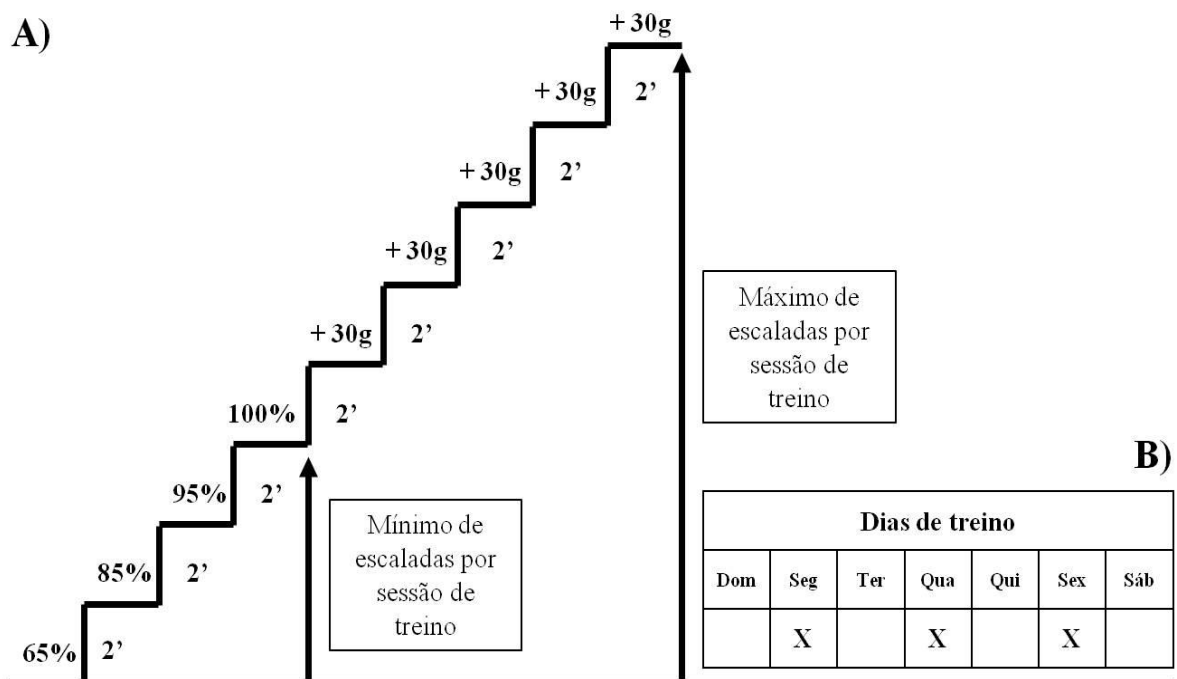 A)
+ 30g
+ 30g
2’
+ 30g
2’
+ 30g
2’
+ 30g
2’
100%
2’
95%
2’
85%
2’
65%
2’
Mínimo de
escaladas por
sessão de
treino
Máximo de
escaladas por
sessão de
treino
B)
Dias de treino
Dom Seg Ter Qua Qui Sex Sáb
X X X